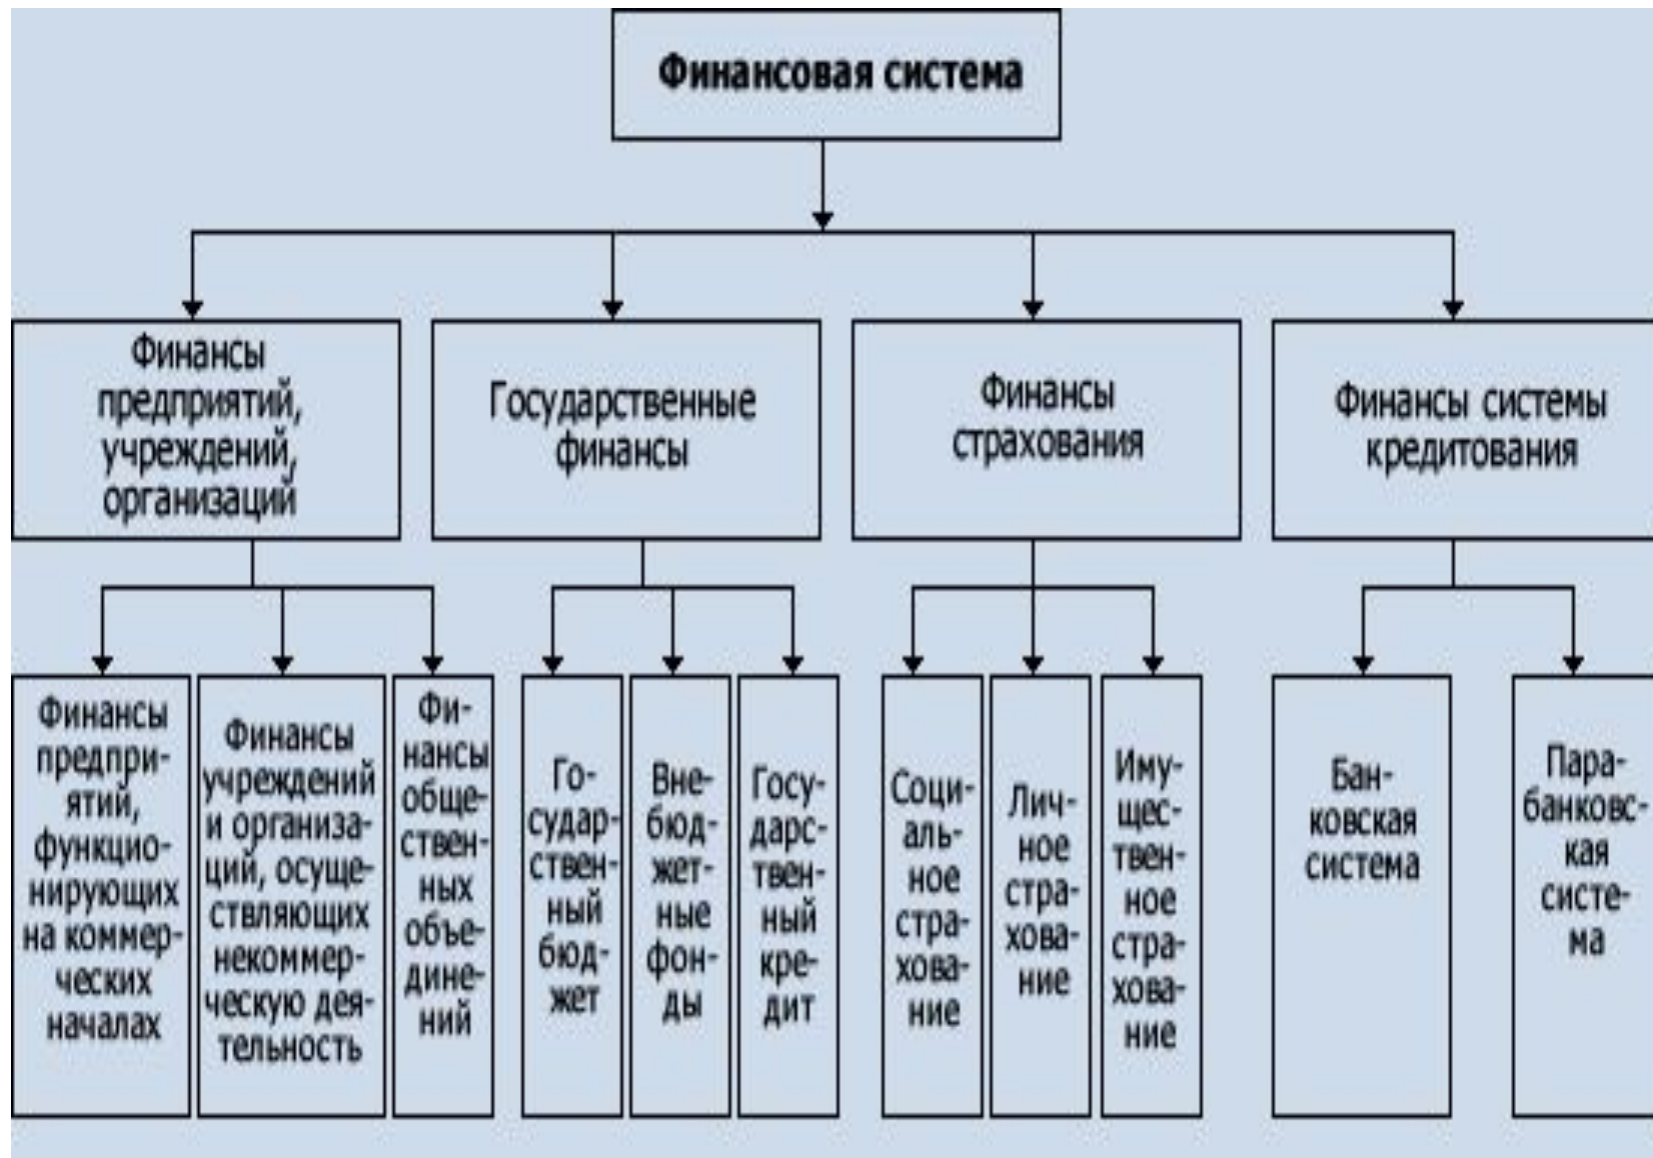 Финансовая система
Финансы
предприятий,
учреждений,
организаций
Государственные
финансы
Финансы
страхования
Финансы системы
кредитования
Финансы
предпри-
ятий,
функцио-
нирующих
на коммер-
ческих
началах
Финансы
учреждений
и организа-
ций, осуще-
ствляющих
некоммер-
ческую дея-
тельность
Фи-
нансы
обще-
ствен-
ных
объе-
дине-
ний
Го-
судар-
ствен-
ный
бюд-
жет
Вне-
бюд-
жет-
ные
фон-
ды
Госу-
дарс-
твен-
ный
кре-
дит
Соци-
аль-
ное
стра-
хова-
ние
Лич-
ное
стра-
хова-
ние
Иму-
щес-
твен-
ное
стра-
хова-
ние
Бан-
ковская
система
Пара-
банковс-
кая
систе-
ма